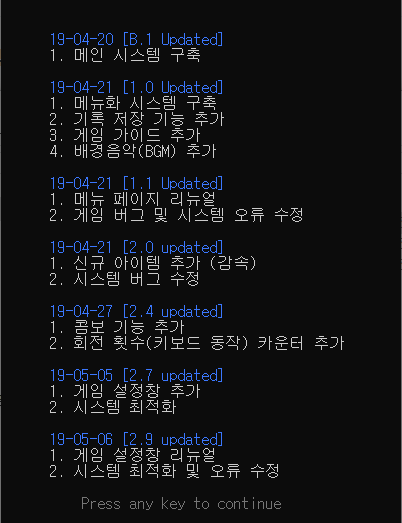 19-04-20 [B.1 Updated]
1. 메인 시스템 구축
19-04-21 [1.0 Updated]
1. 메뉴화 시스템 구축
2. 기록 저장 기능 추가
3. 게임 가이드 추가
4. 배경음악(BGM) 추가
19-04-21 [1.1 Updated]
1. 메뉴 페이지 리뉴얼
2. 게임 버그 및 시스템 오류 수정
19-04-21 [2.0 updated]
1. 신규 아이템 추가 (감속)
2. 시스템 버그 수정
19-04-27 [2.4 updated]
1. 콤보 기능 추가
2. 회전 횟수(키보드 동작) 카운터 추가
19-05-05 [2.7 updated]
1. 게임 설정창 추가
2. 시스템 최적화
19-05-06 [2.9 updated]
1. 게임 설정창 리뉴얼
2. 시스템 최적화 및 오류 수정
Press any key to continue